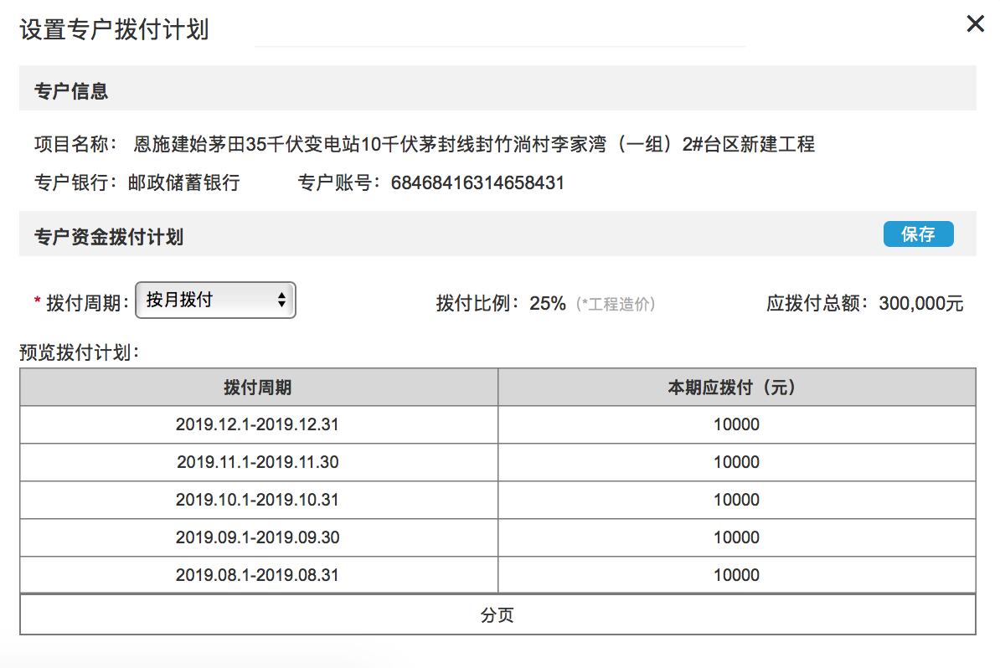 设置专户拨付计划
专户信息
项目名称： 恩施建始茅田35千伏变电站10千伏茅封线封竹淌村李家湾（一组）2#台区新建工程
专户银行：邮政储蓄银行 专户账号：68468416314658431
专户资金拨付计划 保存
* 拨付周期： 按月拨付 拨付比例：25% (*工程造价) 应拨付总额：300,000元
预览拨付计划：
拨付周期 本期应拨付（元）
2019.12.1-2019.12.31 10000
2019.11.1-2019.11.30 10000
2019.10.1-2019.10.31 10000
2019.09.1-2019.09.30 10000
2019.08.1-2019.08.31 10000
分页